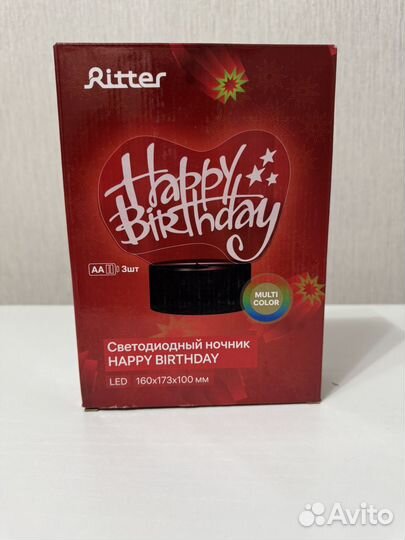 Ritter
Happy
Birthday
AA 3шт
MULTI
COLOR
Светодиодный ночник
HAPPY BIRTHDAY
LED 160x173x100 мм
Avito